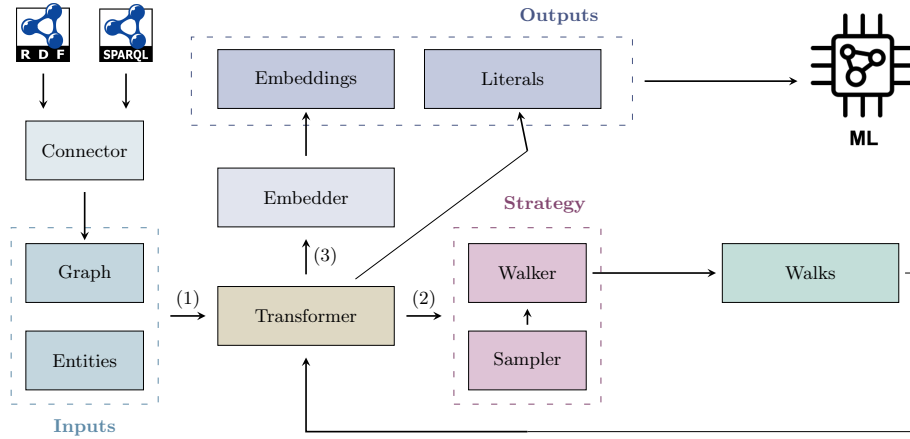 Outputs
R D F
SPARQL
Embeddings
Literals
ML
Connector
Embedder
Strategy
(3)
Graph
Walker
Walks
(1)
(2)
Transformer
Entities
Sampler
Inputs